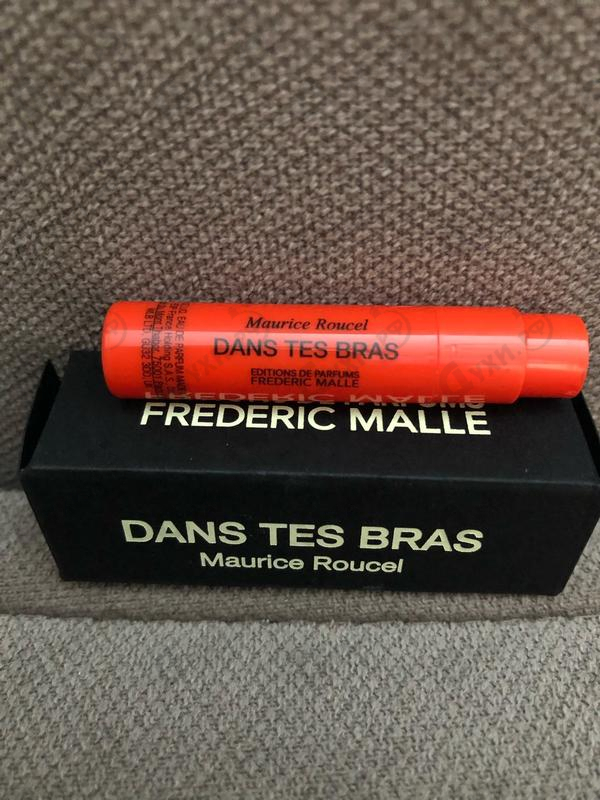 Maurice Roucel
DANS TES BRAS
EDITIONS DE PARFUMS
FREDERIC MALLE
FREDERIC MALLE
DANS TES BRAS
Maurice Roucel